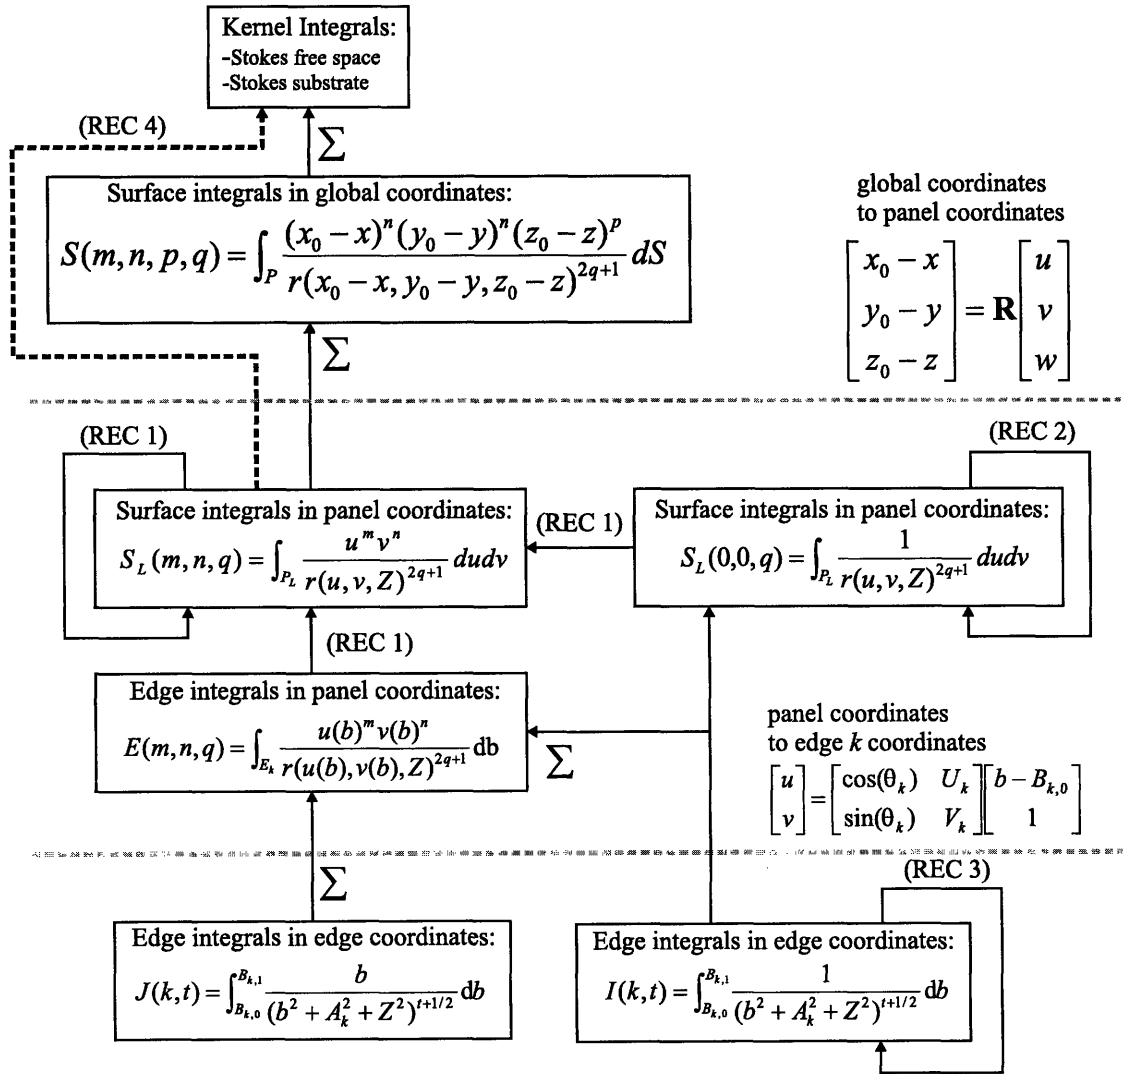 Kernel Integrals:
-Stokes free space
-Stokes substrate
(REC 4)
∑
Surface integrals in global coordinates:
S(m,n,p,q) = ∫_P (x_0 − x)^n (y_0 − y)^n (z_0 − z)^p / r(x_0 − x, y_0 − y, z_0 − z)^{2q+1} dS
∑
global coordinates
to panel coordinates
[x_0 − x; y_0 − y; z_0 − z] = R [u; v; w]
(REC 1)
(REC 2)
Surface integrals in panel coordinates:
S_L(m,n,q) = ∫_{P_L} u^m v^n / r(u,v,Z)^{2q+1} dudv
(REC 1)
Surface integrals in panel coordinates:
S_L(0,0,q) = ∫_{P_L} 1 / r(u,v,Z)^{2q+1} dudv
(REC 1)
Edge integrals in panel coordinates:
E(m,n,q) = ∫_{E_k} u(b)^m v(b)^n / r(u(b),v(b),Z)^{2q+1} db
∑
panel coordinates
to edge k coordinates
[u; v] = [cos(θ_k) U_k; sin(θ_k) V_k] [b − B_{k,0}; 1]
∑
(REC 3)
Edge integrals in edge coordinates:
J(k,t) = ∫_{B_{k,0}}^{B_{k,1}} b / (b^2 + A_k^2 + Z^2)^{t+1/2} db
Edge integrals in edge coordinates:
I(k,t) = ∫_{B_{k,0}}^{B_{k,1}} 1 / (b^2 + A_k^2 + Z^2)^{t+1/2} db